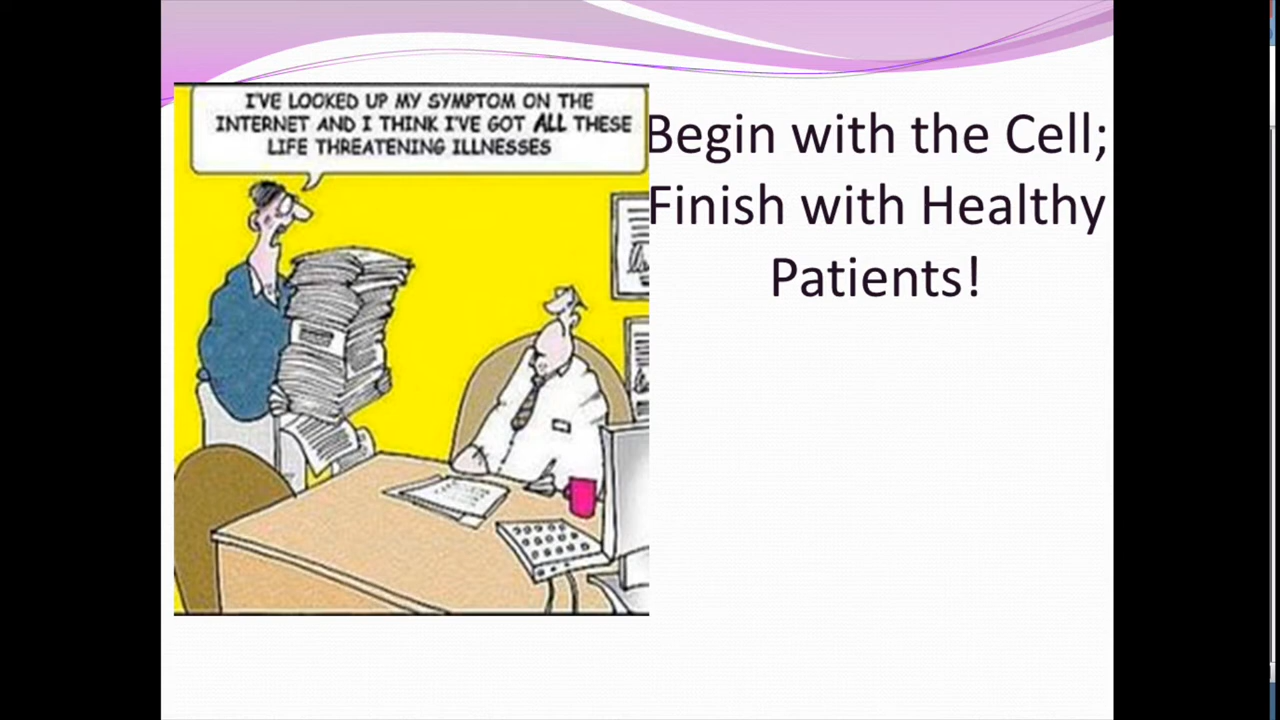 I'VE LOOKED UP MY SYMPTOM ON THE
INTERNET AND I THINK I'VE GOT ALL THESE
LIFE THREATENING ILLNESSES
Begin with the Cell;
Finish with Healthy
Patients!